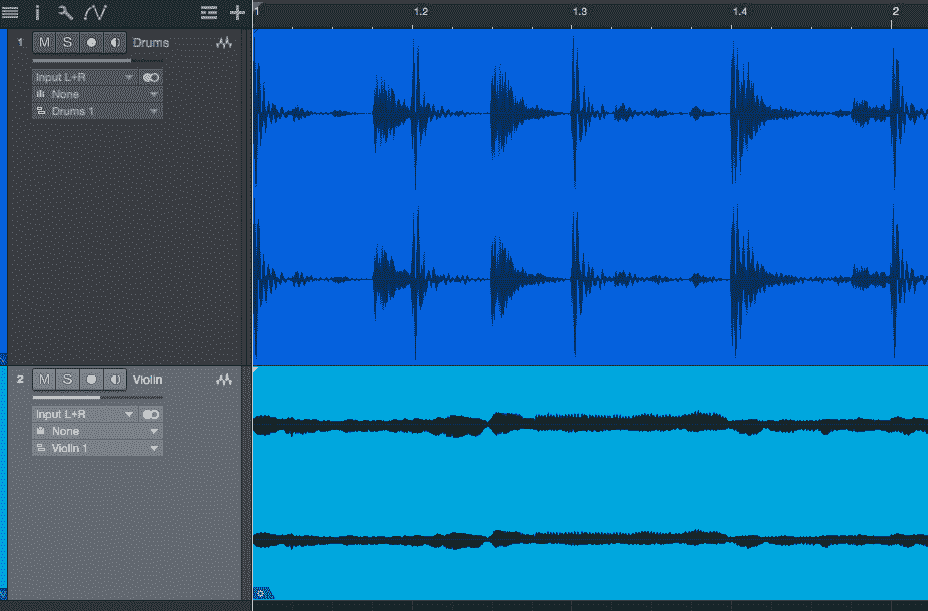 1 1.2 1.3 1.4 2
1 M S Drums
Input L+R
None
Drums 1
2 M S Violin
Input L+R
None
Violin 1